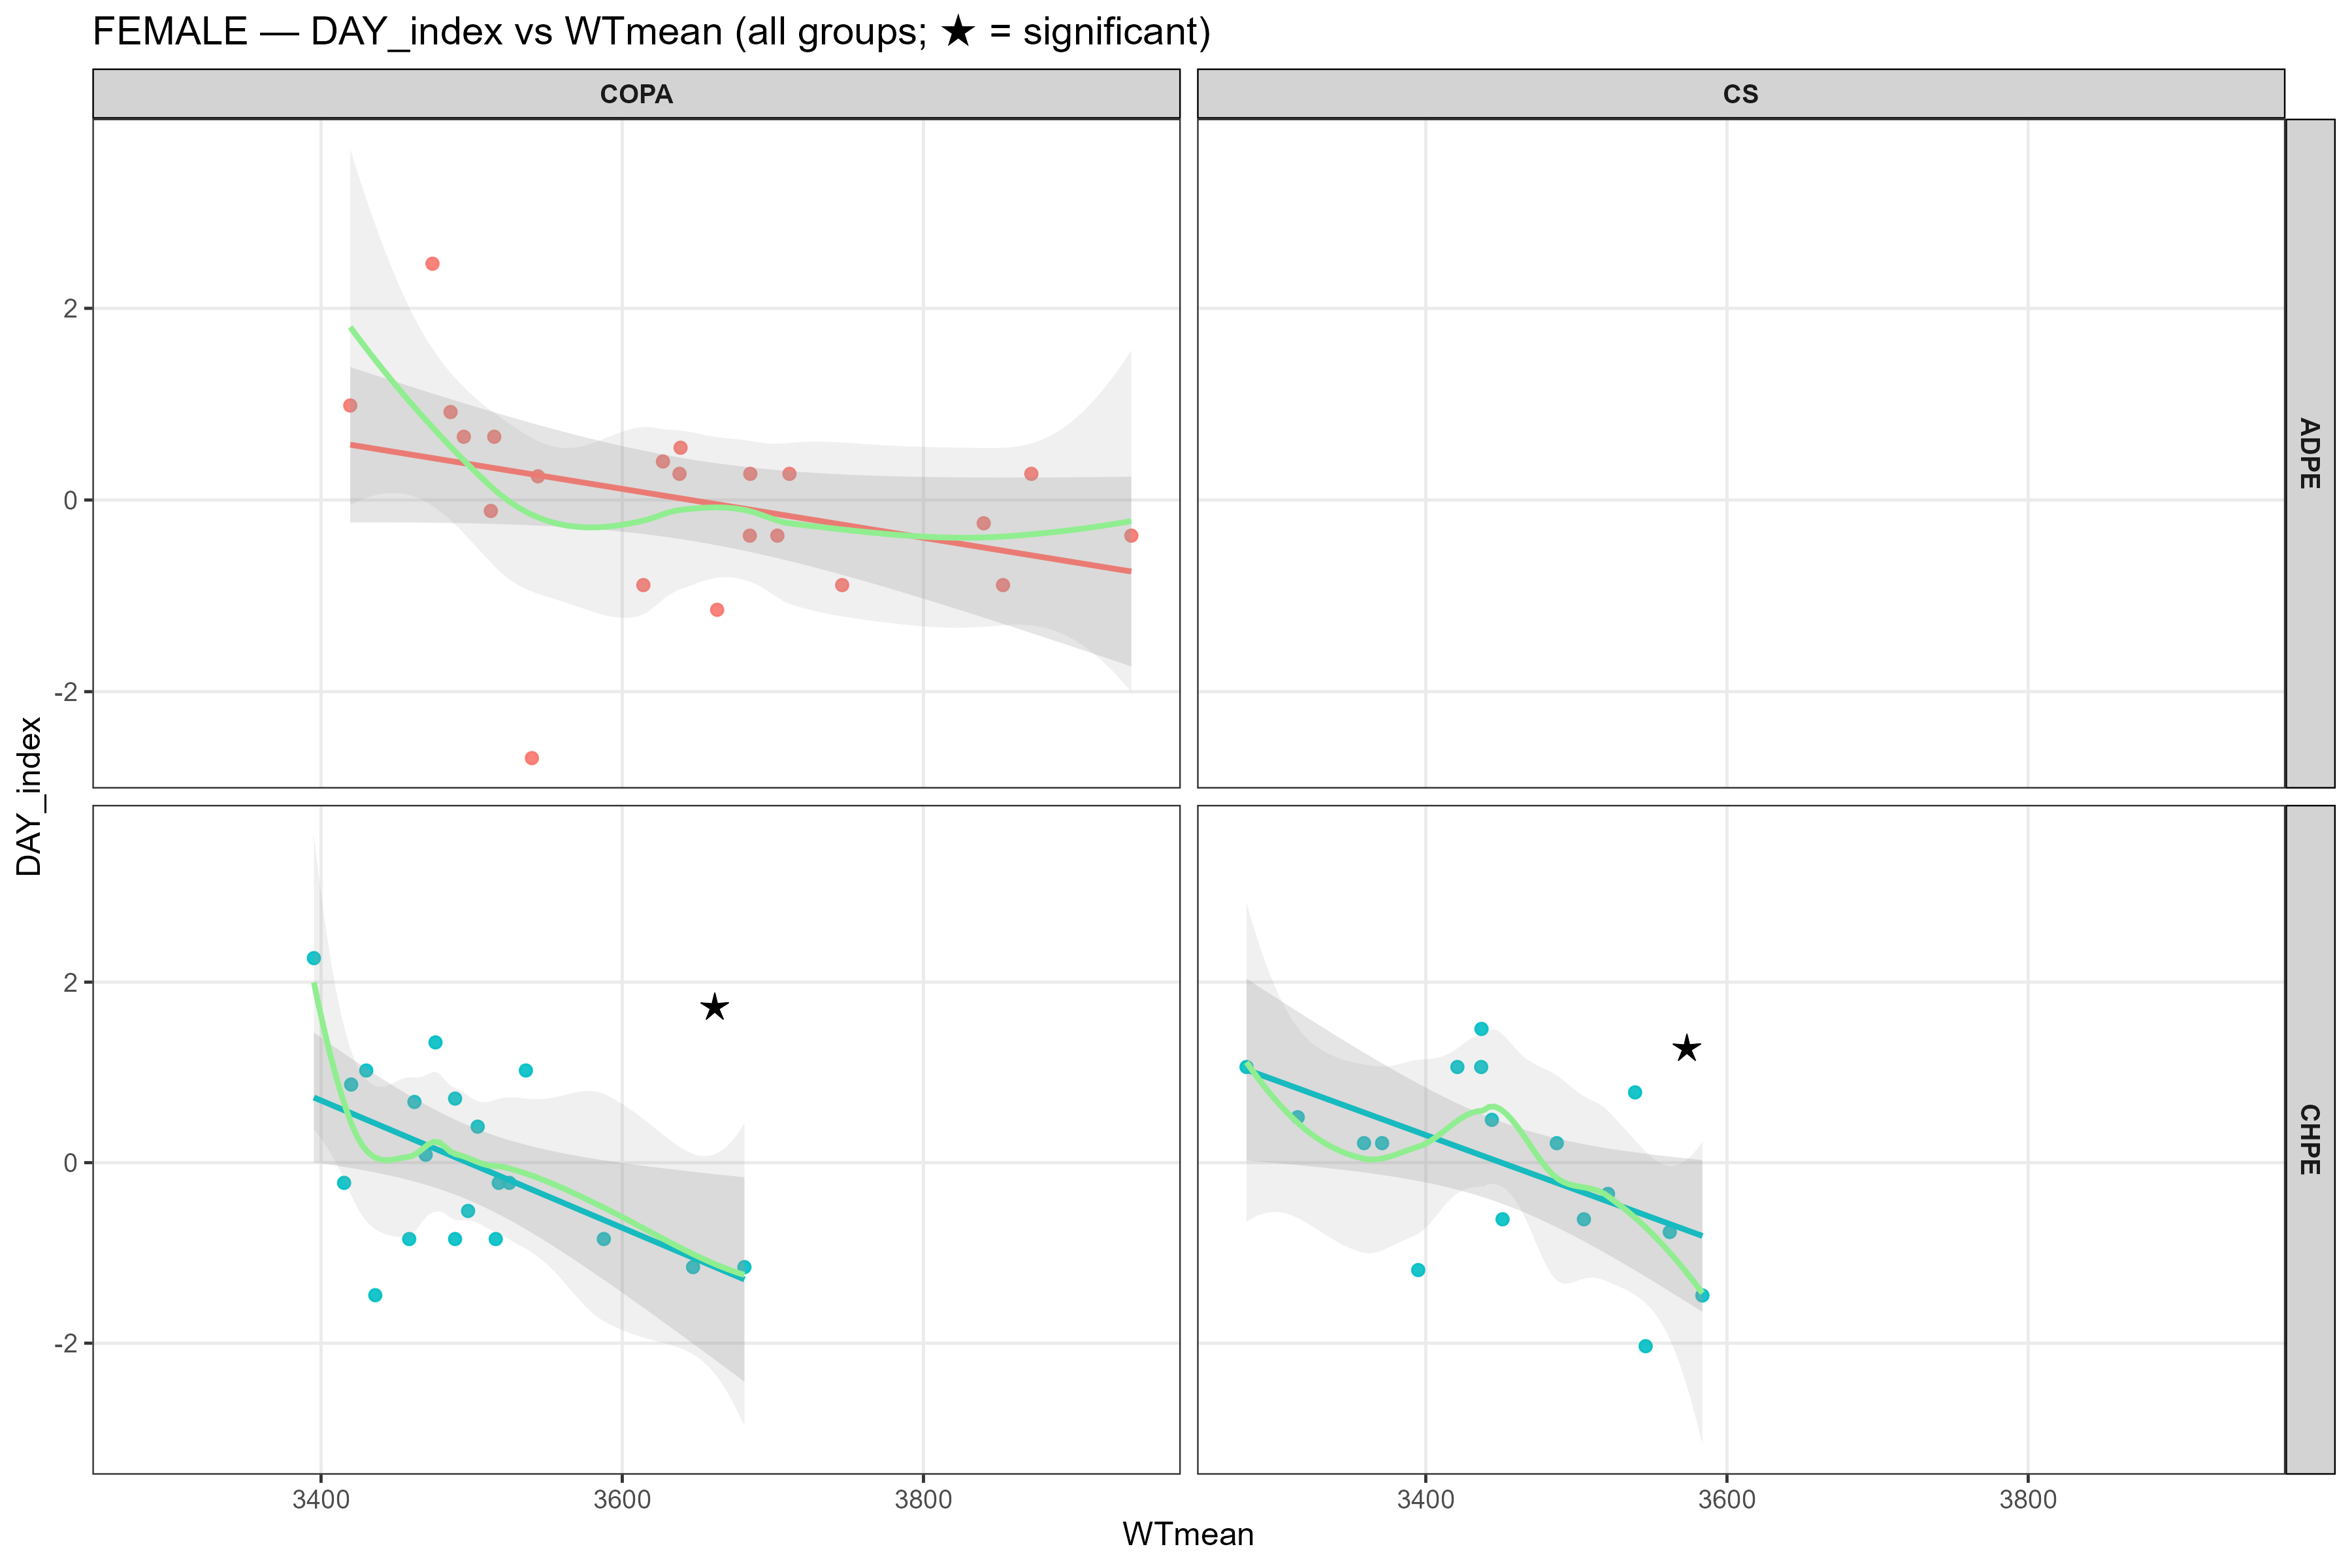 FEMALE — DAY_index vs WTmean (all groups; ★ = significant)
COPA
CS
2
0
-2
ADPE
2
0
-2
CHPE
DAY_index
3400
3600
3800
3400
3600
3800
WTmean